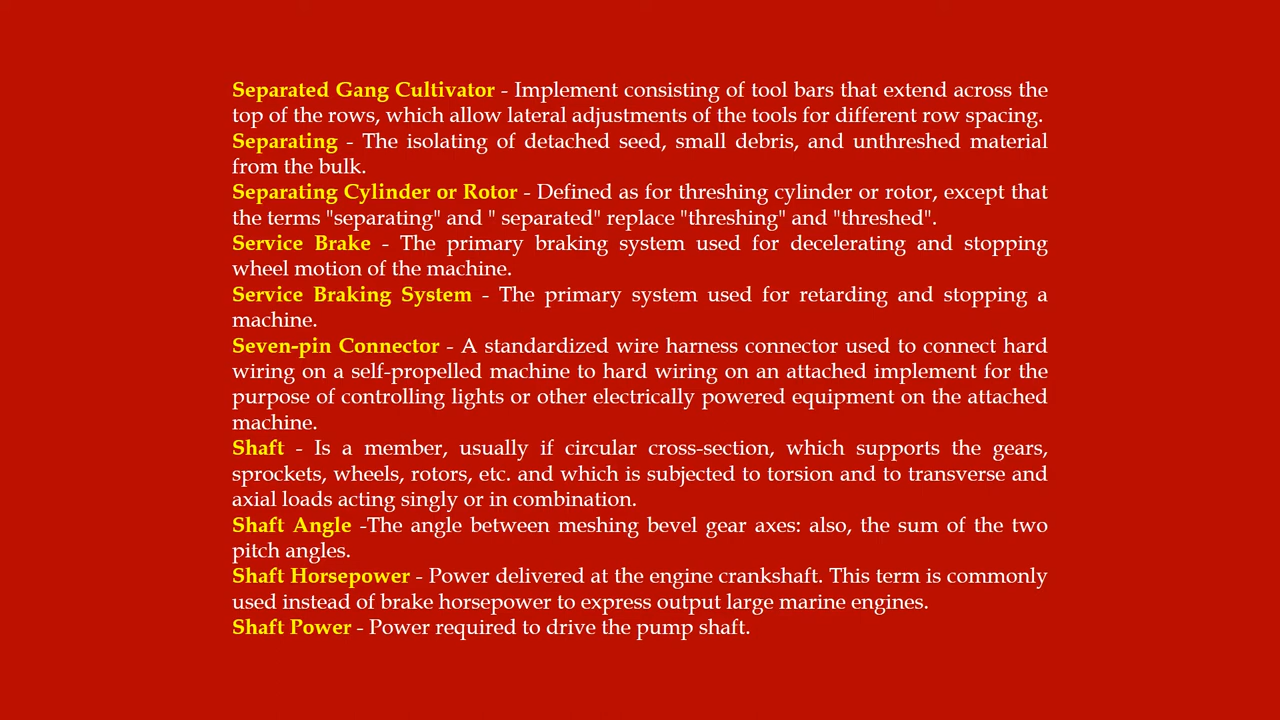 Separated Gang Cultivator - Implement consisting of tool bars that extend across the
top of the rows, which allow lateral adjustments of the tools for different row spacing.
Separating - The isolating of detached seed, small debris, and unthreshed material
from the bulk.
Separating Cylinder or Rotor - Defined as for threshing cylinder or rotor, except that
the terms "separating" and " separated" replace "threshing" and "threshed".
Service Brake - The primary braking system used for decelerating and stopping
wheel motion of the machine.
Service Braking System - The primary system used for retarding and stopping a
machine.
Seven-pin Connector - A standardized wire harness connector used to connect hard
wiring on a self-propelled machine to hard wiring on an attached implement for the
purpose of controlling lights or other electrically powered equipment on the attached
machine.
Shaft - Is a member, usually if circular cross-section, which supports the gears,
sprockets, wheels, rotors, etc. and which is subjected to torsion and to transverse and
axial loads acting singly or in combination.
Shaft Angle -The angle between meshing bevel gear axes: also, the sum of the two
pitch angles.
Shaft Horsepower - Power delivered at the engine crankshaft. This term is commonly
used instead of brake horsepower to express output large marine engines.
Shaft Power - Power required to drive the pump shaft.